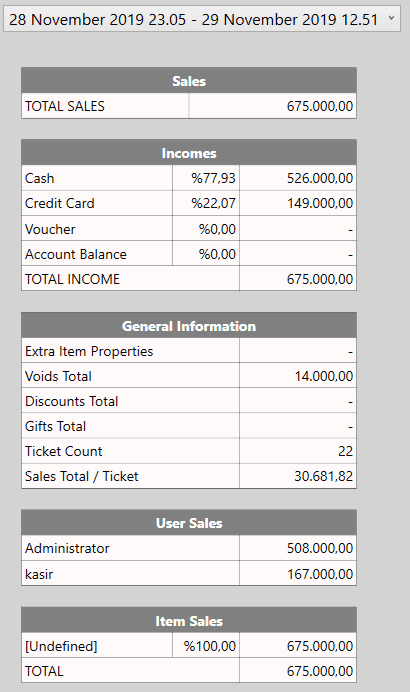 28 November 2019 23.05 - 29 November 2019 12.51
Sales
TOTAL SALES 675.000,00
Incomes
Cash %77,93 526.000,00
Credit Card %22,07 149.000,00
Voucher %0,00 -
Account Balance %0,00 -
TOTAL INCOME 675.000,00
General Information
Extra Item Properties -
Voids Total 14.000,00
Discounts Total -
Gifts Total -
Ticket Count 22
Sales Total / Ticket 30.681,82
User Sales
Administrator 508.000,00
kasir 167.000,00
Item Sales
[Undefined] %100,00 675.000,00
TOTAL 675.000,00